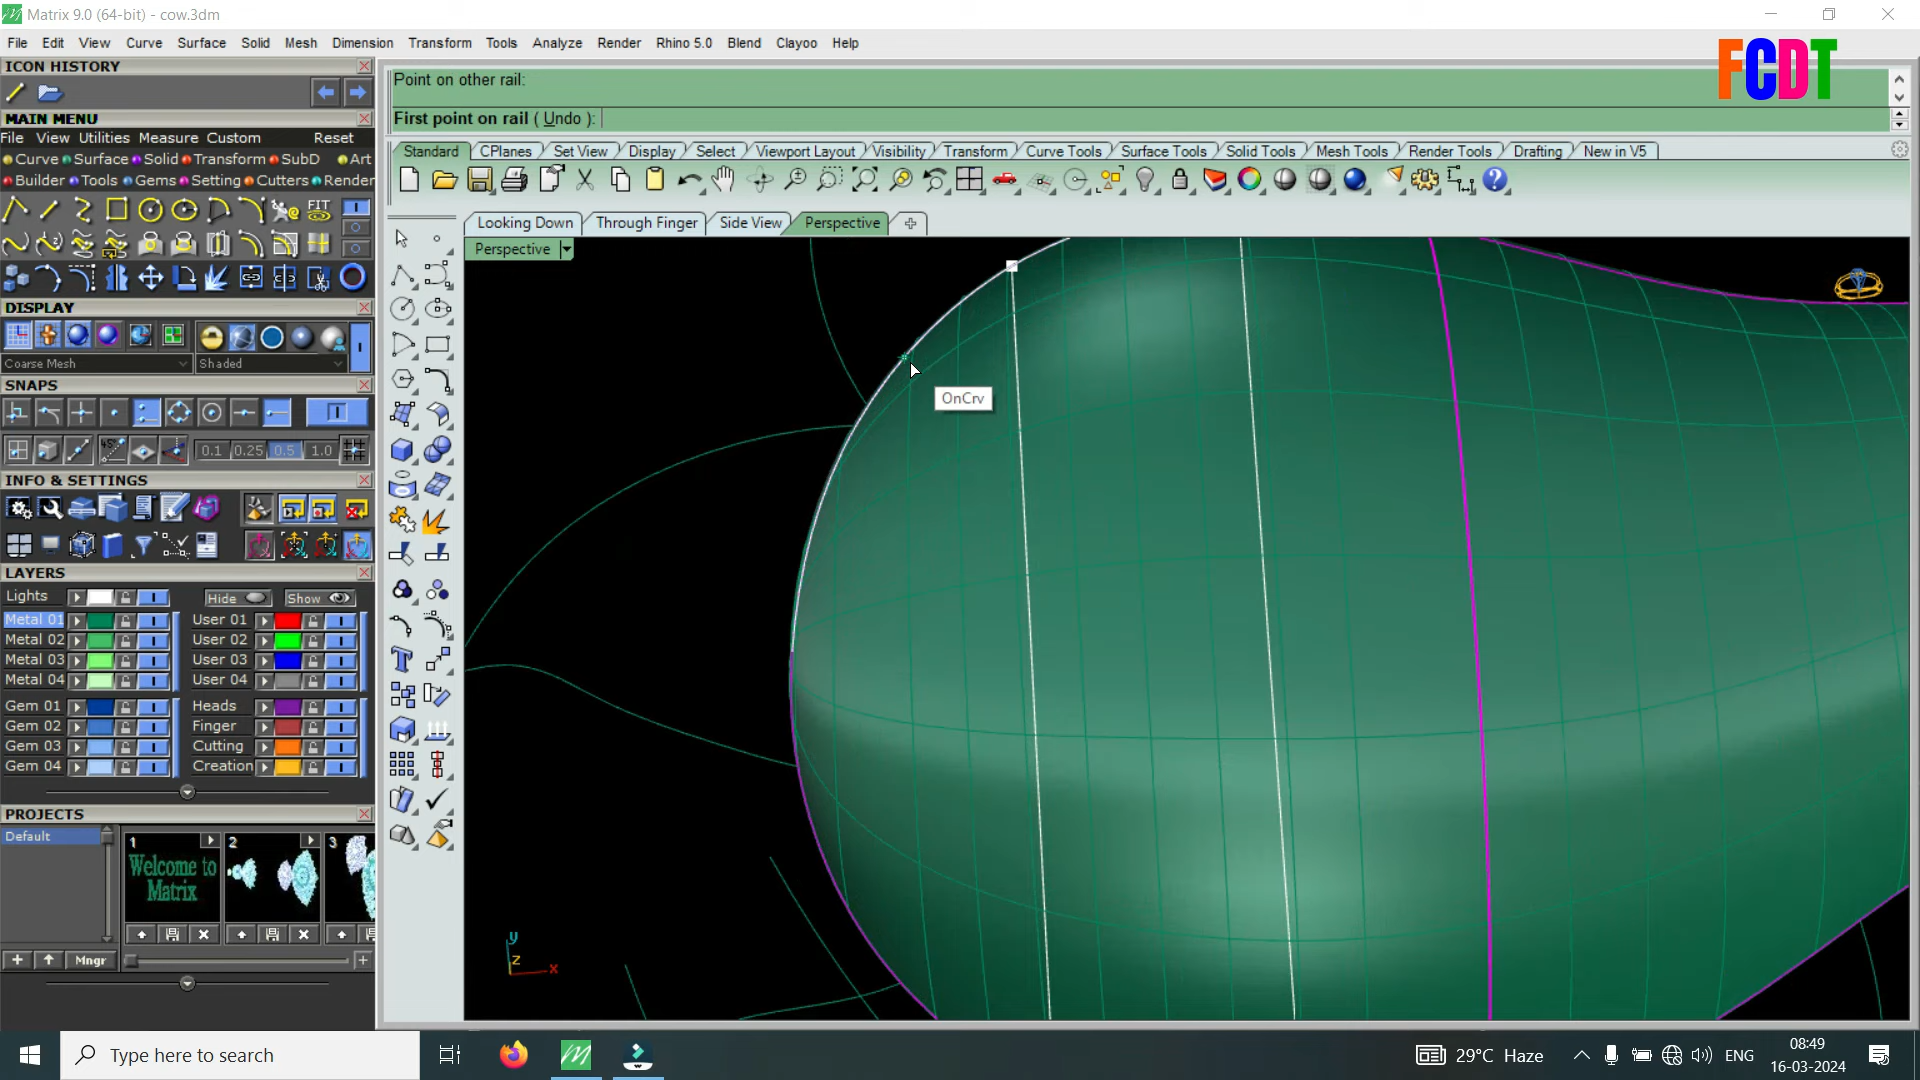 Matrix 9.0 (64-bit) - cow.3dm
File Edit View Curve Surface Solid Mesh Dimension Transform Tools Analyze Render Rhino 5.0 Blend Clayoo Help
FCDT
ICON HISTORY
MAIN MENU
File View Utilities Measure Custom Reset
Curve Surface Solid Transform SubD Art
Builder Tools Gems Setting Cutters Render
FIT
DISPLAY
Coarse Mesh Shaded
SNAPS
0.1 0.25 0.5 1.0
INFO & SETTINGS
LAYERS
Lights Hide Show
Metal 01 User 01
Metal 02 User 02
Metal 03 User 03
Metal 04 User 04
Gem 01 Heads
Gem 02 Finger
Gem 03 Cutting
Gem 04 Creation
PROJECTS
Default
1 2 3
Welcome to
Matrix
Mngr
Point on other rail:
First point on rail ( Undo ):
Standard CPlanes Set View Display Select Viewport Layout Visibility Transform Curve Tools Surface Tools Solid Tools Mesh Tools Render Tools Drafting New in V5
Looking Down Through Finger Side View Perspective
Perspective
OnCrv
y
z x
Type here to search
29°C Haze
ENG
08:49
16-03-2024